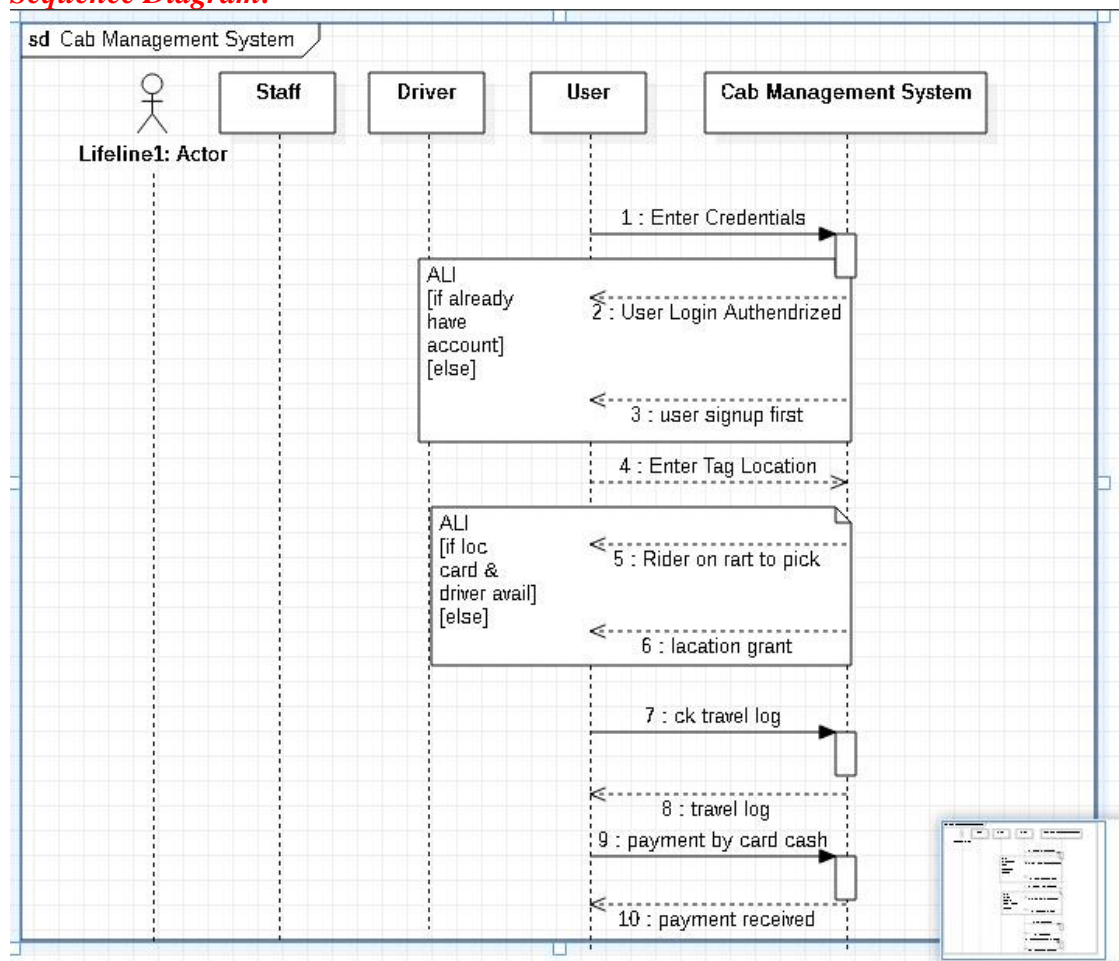 Sequence Diagram:
sd Cab Management System
Staff
Driver
User
Cab Management System
Lifeline1: Actor
1 : Enter Credentials
ALI
[if already
have
account]
[else]
2 : User Login Authendrized
3 : user signup first
4 : Enter Tag Location
ALI
[if loc
card &
driver avail]
[else]
5 : Rider on rart to pick
6 : lacation grant
7 : ck travel log
8 : travel log
9 : payment by card cash
10 : payment received